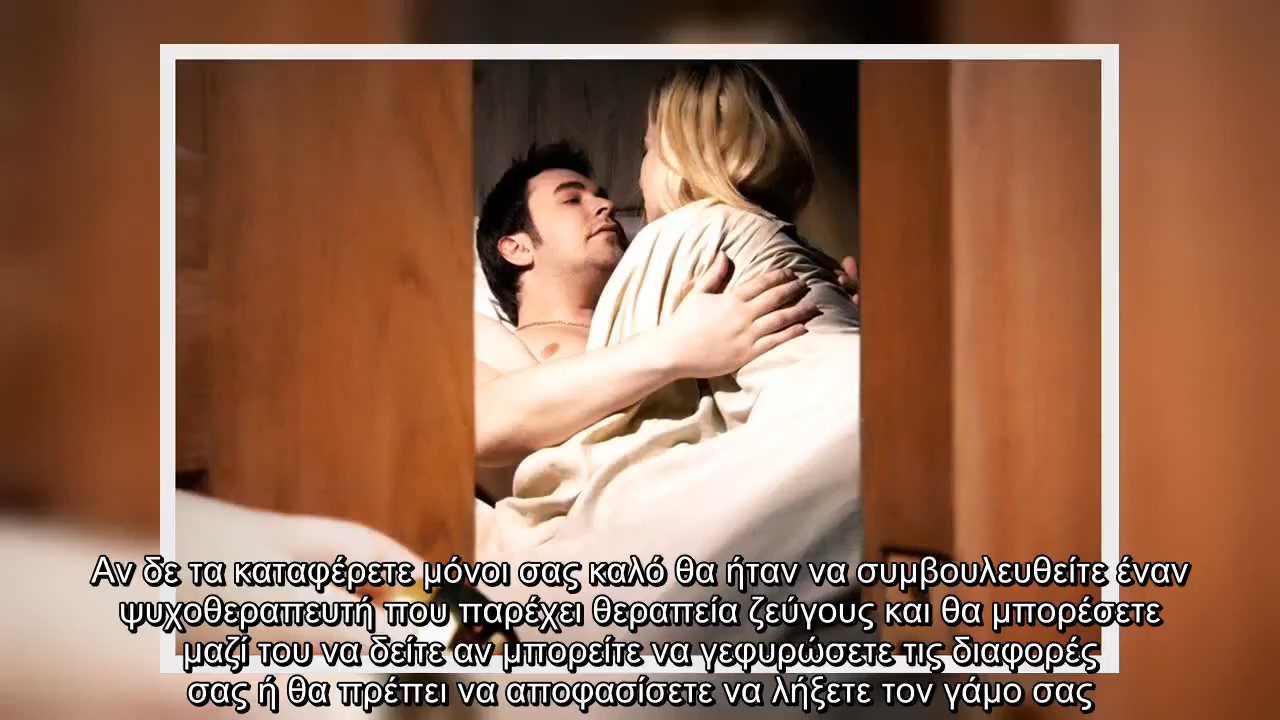 Αν δε τα καταφέρετε μόνοι σας καλό θα ήταν να συμβουλευθείτε έναν
ψυχοθεραπευτή που παρέχει θεραπεία ζεύγους και θα μπορέσετε
μαζί του να δείτε αν μπορείτε να γεφυρώσετε τις διαφορές
σας ή θα πρέπει να αποφασίσετε να λήξετε τον γάμο σας